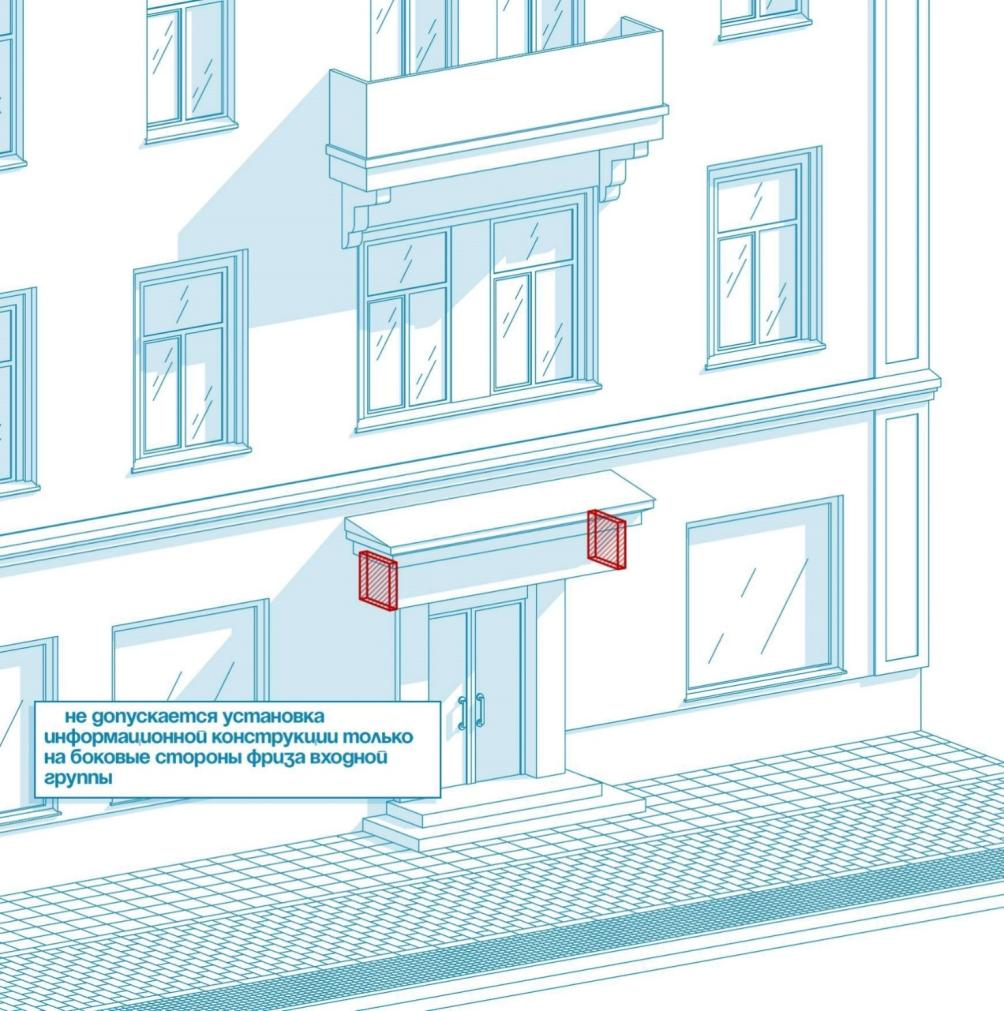 не допускается установка
информационной конструкции только
на боковые стороны фриза входной
группы